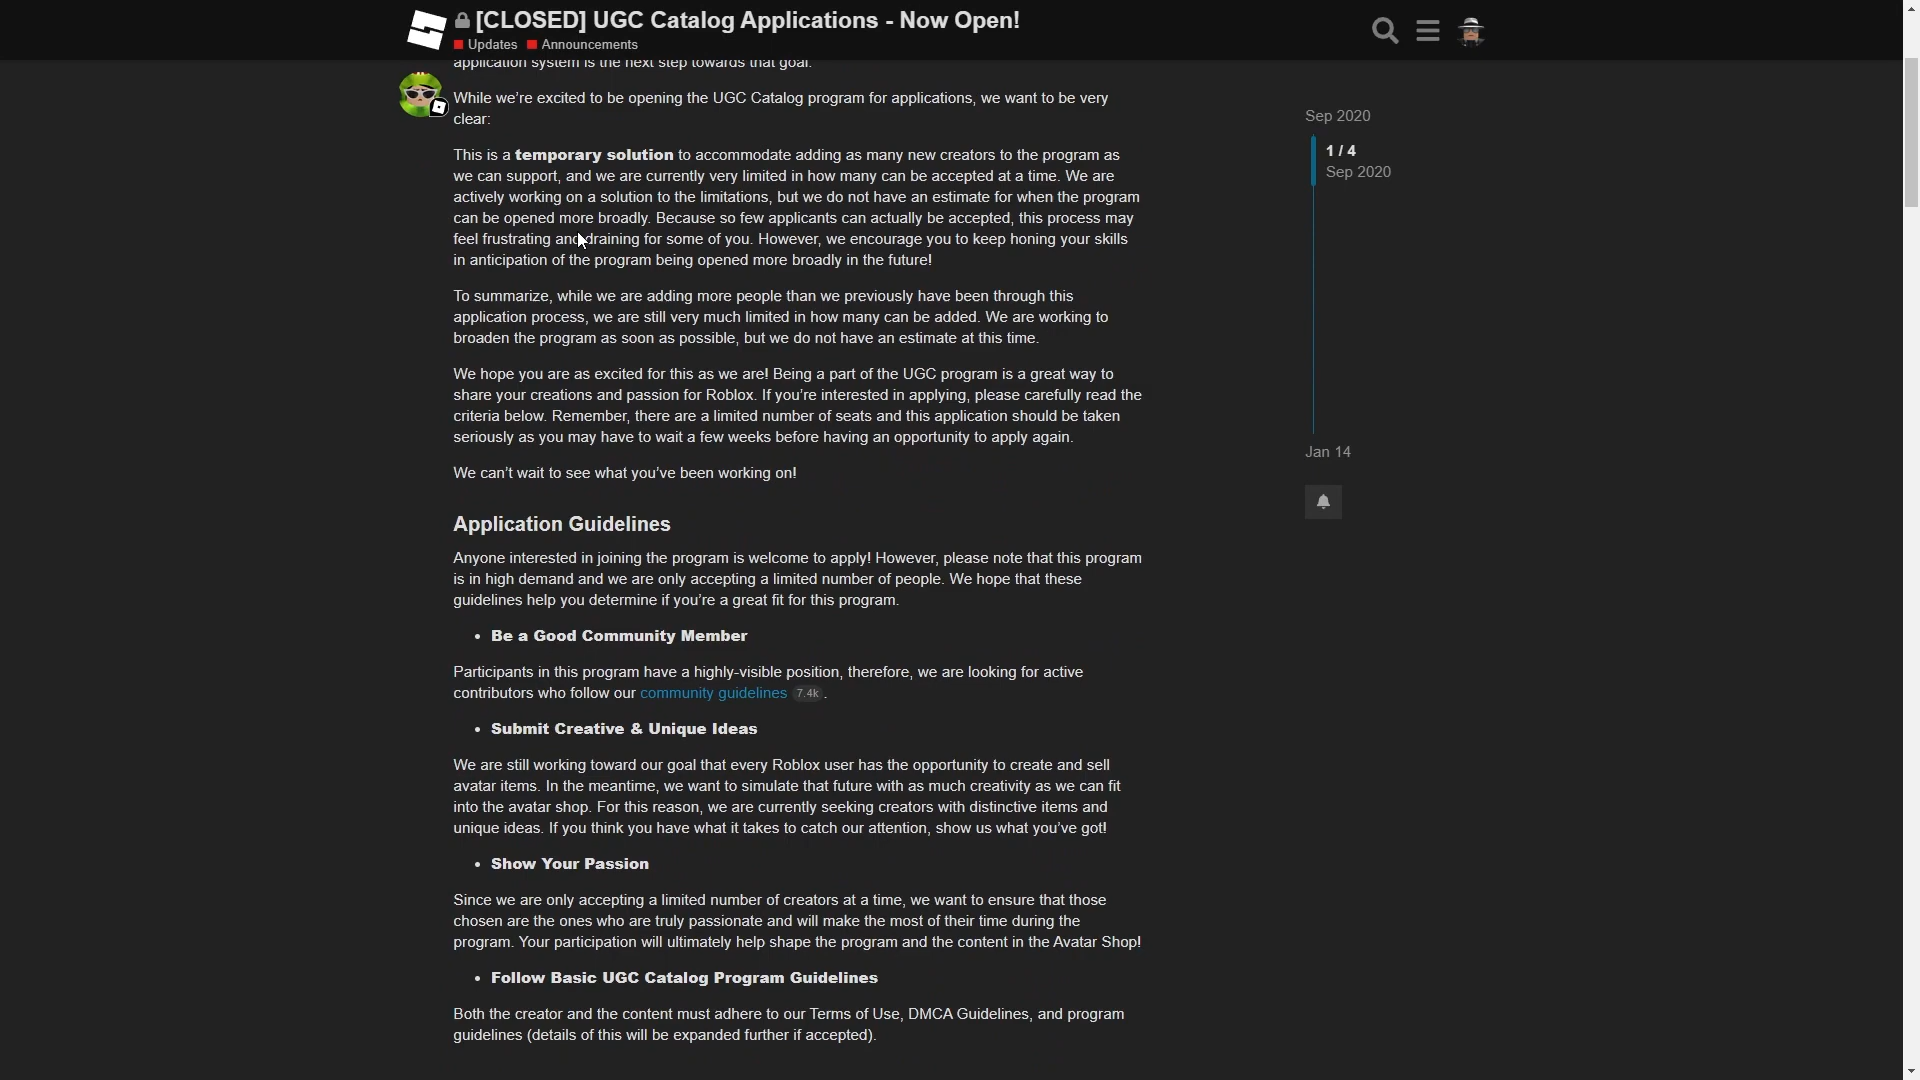 [CLOSED] UGC Catalog Applications - Now Open!
Updates Announcements
application system is the next step towards that goal.
While we're excited to be opening the UGC Catalog program for applications, we want to be very
clear:
This is a temporary solution to accommodate adding as many new creators to the program as
we can support, and we are currently very limited in how many can be accepted at a time. We are
actively working on a solution to the limitations, but we do not have an estimate for when the program
can be opened more broadly. Because so few applicants can actually be accepted, this process may
feel frustrating and draining for some of you. However, we encourage you to keep honing your skills
in anticipation of the program being opened more broadly in the future!
To summarize, while we are adding more people than we previously have been through this
application process, we are still very much limited in how many can be added. We are working to
broaden the program as soon as possible, but we do not have an estimate at this time.
We hope you are as excited for this as we are! Being a part of the UGC program is a great way to
share your creations and passion for Roblox. If you're interested in applying, please carefully read the
criteria below. Remember, there are a limited number of seats and this application should be taken
seriously as you may have to wait a few weeks before having an opportunity to apply again.
We can't wait to see what you've been working on!
Application Guidelines
Anyone interested in joining the program is welcome to apply! However, please note that this program
is in high demand and we are only accepting a limited number of people. We hope that these
guidelines help you determine if you're a great fit for this program.
• Be a Good Community Member
Participants in this program have a highly-visible position, therefore, we are looking for active
contributors who follow our community guidelines 7.4k .
• Submit Creative & Unique Ideas
We are still working toward our goal that every Roblox user has the opportunity to create and sell
avatar items. In the meantime, we want to simulate that future with as much creativity as we can fit
into the avatar shop. For this reason, we are currently seeking creators with distinctive items and
unique ideas. If you think you have what it takes to catch our attention, show us what you've got!
• Show Your Passion
Since we are only accepting a limited number of creators at a time, we want to ensure that those
chosen are the ones who are truly passionate and will make the most of their time during the
program. Your participation will ultimately help shape the program and the content in the Avatar Shop!
• Follow Basic UGC Catalog Program Guidelines
Both the creator and the content must adhere to our Terms of Use, DMCA Guidelines, and program
guidelines (details of this will be expanded further if accepted).
Sep 2020
1 / 4
Sep 2020
Jan 14